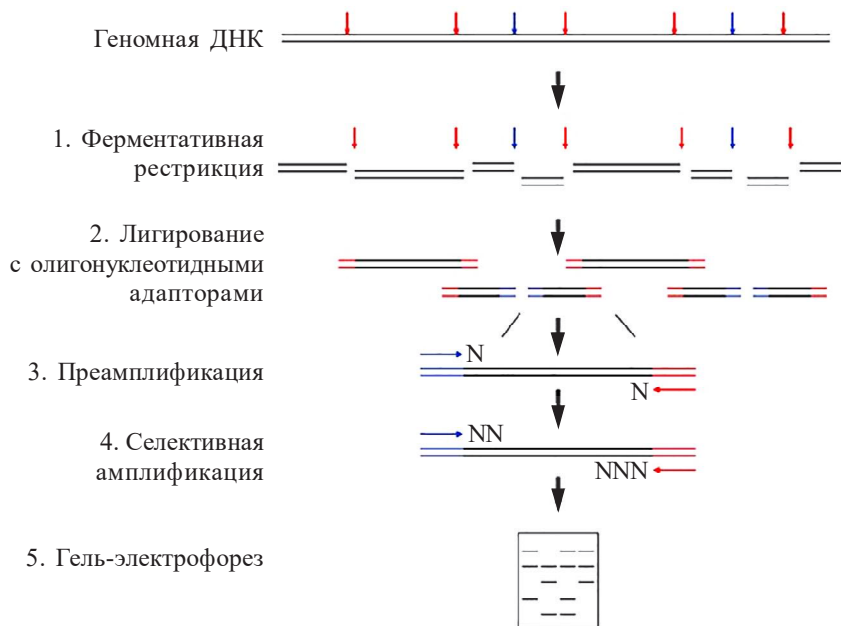 Геномная ДНК
1. Ферментативная
рестрикция
2. Лигирование
с олигонуклеотидными
адапторами
N
3. Преамплификация
N
NN
4. Селективная
амплификация
NNN
5. Гель-электрофорез